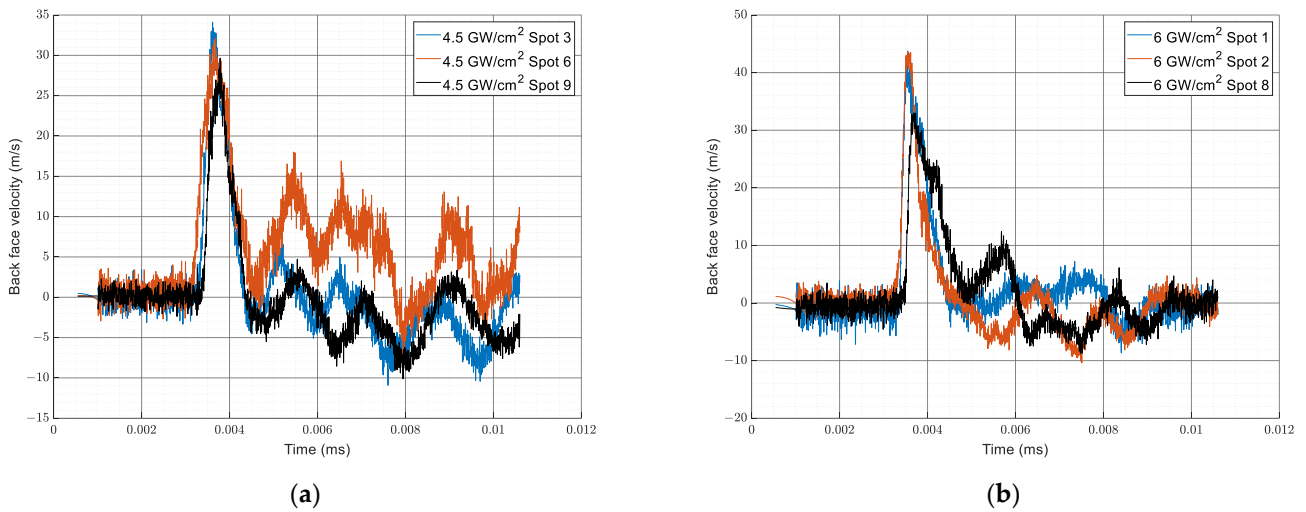 35
30
25
20
15
10
5
0
−5
−10
−15
0
0.002
0.004
0.006
0.008
0.01
0.012
Back face velocity (m/s)
Time (ms)
4.5 GW/cm² Spot 3
4.5 GW/cm² Spot 6
4.5 GW/cm² Spot 9
(a)
50
40
30
20
10
0
−10
−20
0
0.002
0.004
0.006
0.008
0.01
0.012
Back face velocity (m/s)
Time (ms)
6 GW/cm² Spot 1
6 GW/cm² Spot 2
6 GW/cm² Spot 8
(b)